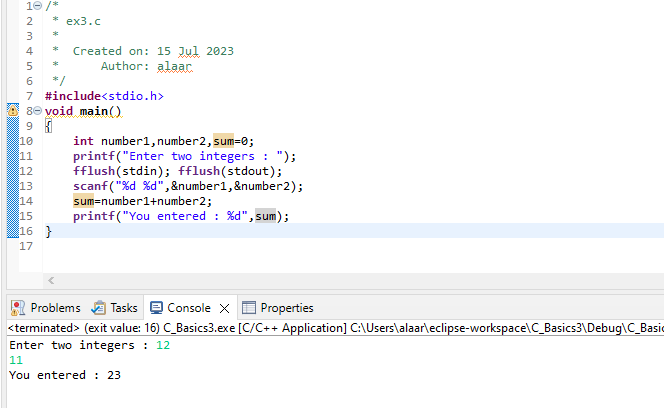 1 /*
2  * ex3.c
3  *
4  *  Created on: 15 Jul 2023
5  *      Author: alaar
6  */
7 #include<stdio.h>
8 void main()
9 {
10     int number1,number2,sum=0;
11     printf("Enter two integers : ");
12     fflush(stdin); fflush(stdout);
13     scanf("%d %d",&number1,&number2);
14     sum=number1+number2;
15     printf("You entered : %d",sum);
16 }
17
Problems Tasks Console Properties
<terminated> (exit value: 16) C_Basics3.exe [C/C++ Application] C:\Users\alaar\eclipse-workspace\C_Basics3\Debug\C_Basic
Enter two integers : 12
11
You entered : 23